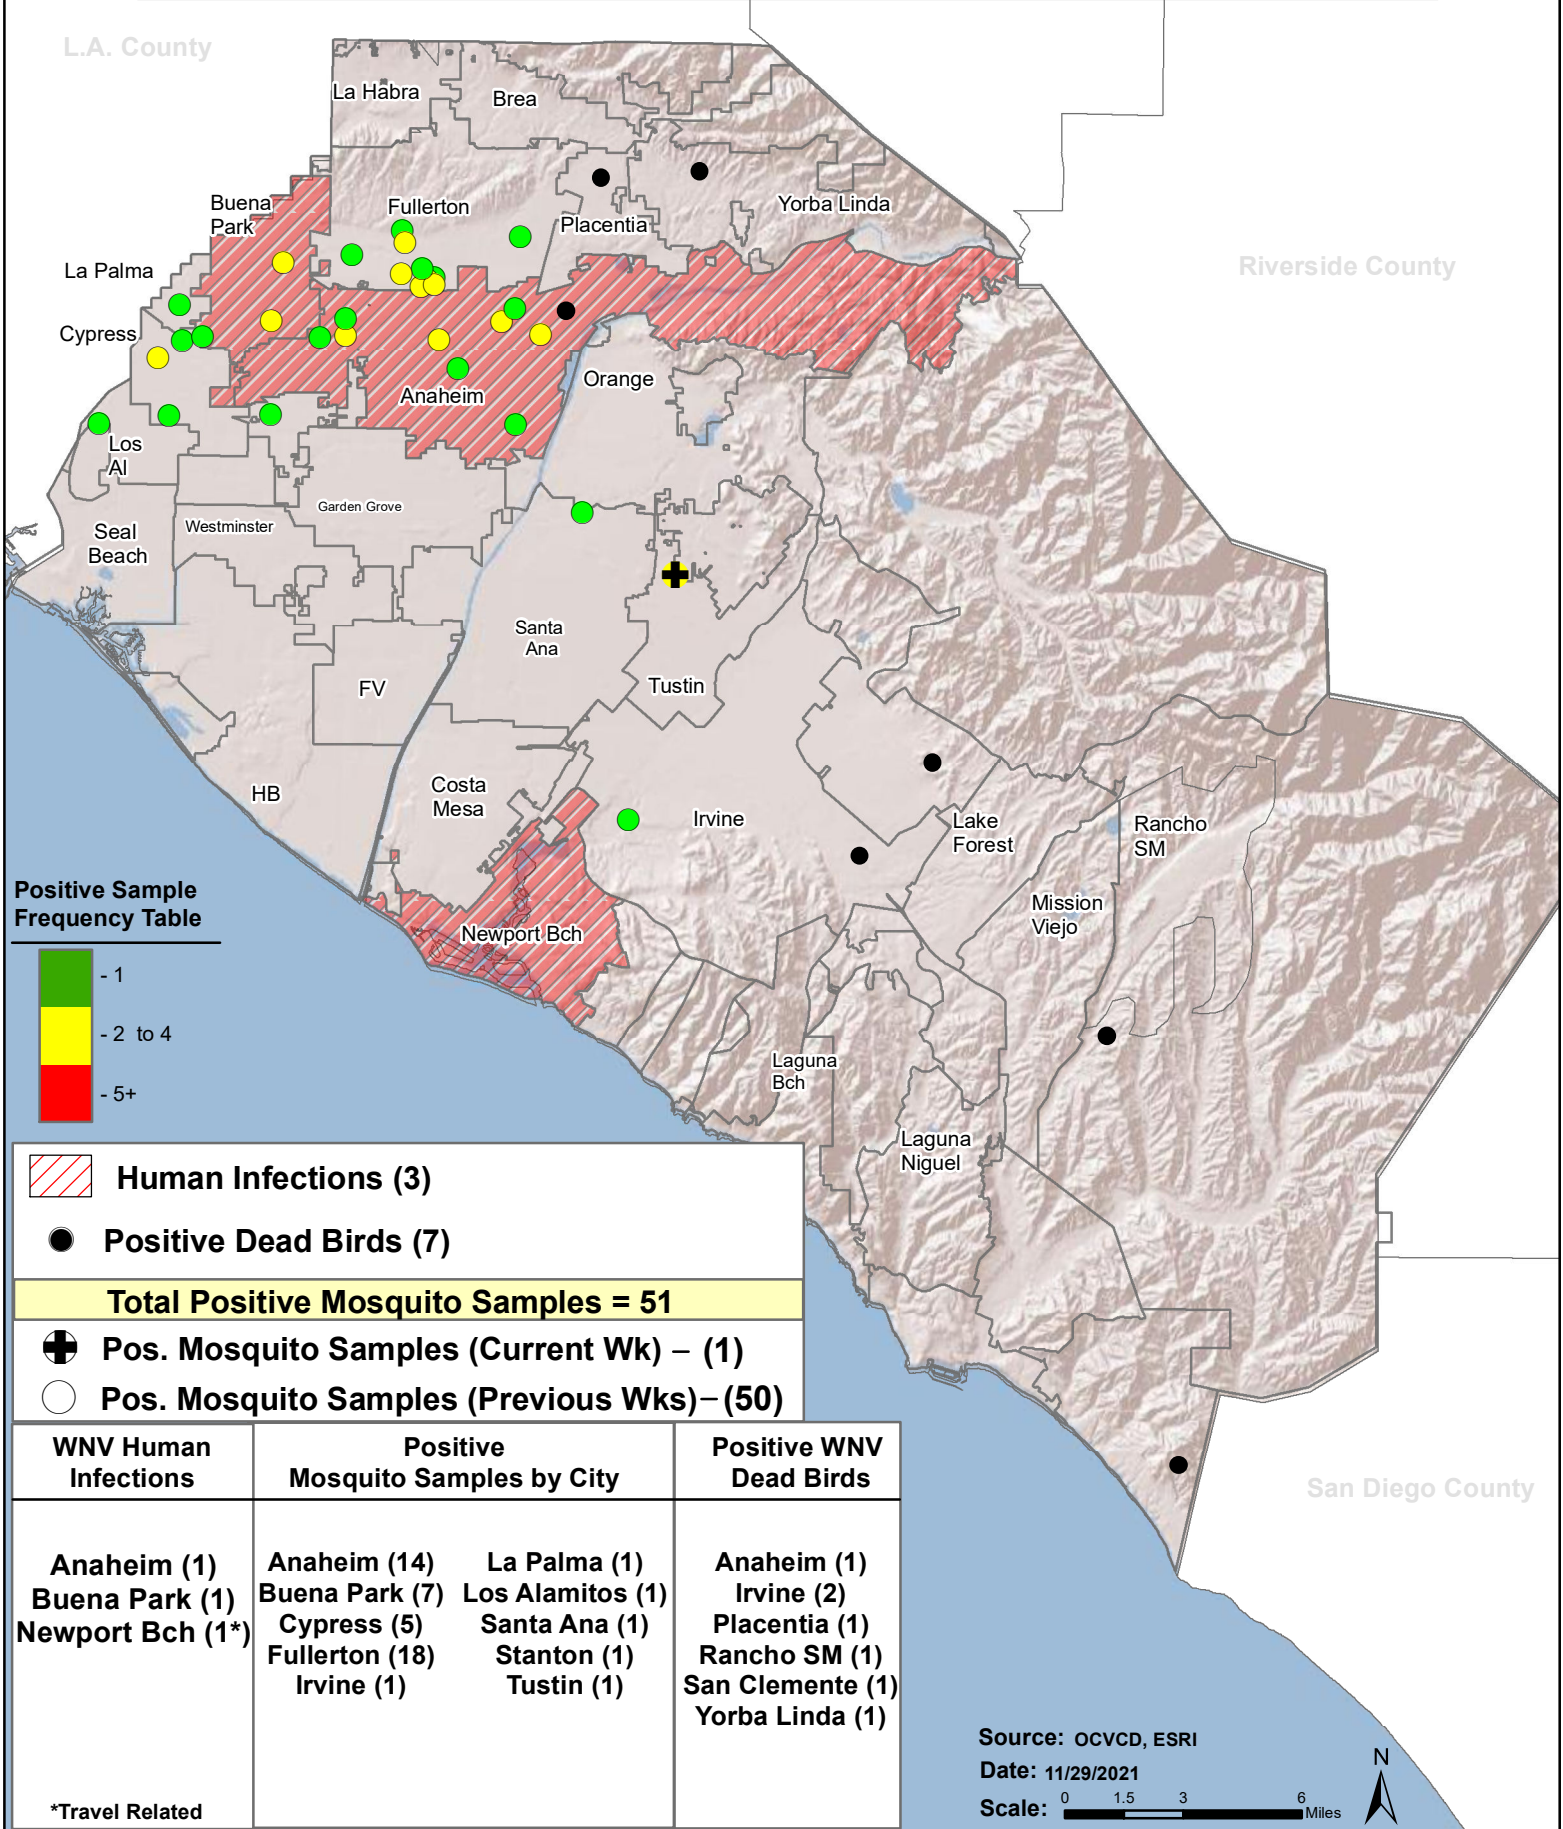 L.A. County
La Habra
Brea
Buena
Park
Fullerton
Yorba Linda
Placentia
La Palma
Riverside County
Cypress
Orange
Anaheim
Los
Al
Garden Grove
Seal
Beach
Westminster
Santa
Ana
FV
Tustin
Costa
Mesa
HB
Irvine
Lake
Forest
Rancho
SM
Mission
Viejo
Newport Bch
Laguna
Bch
Laguna
Niguel
Positive Sample
Frequency Table
- 1
- 2 to 4
- 5+
Human Infections (3)
Positive Dead Birds (7)
Total Positive Mosquito Samples = 51
Pos. Mosquito Samples (Current Wk) – (1)
Pos. Mosquito Samples (Previous Wks)–(50)
WNV Human
Infections
Anaheim (1)
Buena Park (1)
Newport Bch (1*)
*Travel Related
Positive
Mosquito Samples by City
Anaheim (14)
Buena Park (7)
Cypress (5)
Fullerton (18)
Irvine (1)
La Palma (1)
Los Alamitos (1)
Santa Ana (1)
Stanton (1)
Tustin (1)
Positive WNV
Dead Birds
Anaheim (1)
Irvine (2)
Placentia (1)
Rancho SM (1)
San Clemente (1)
Yorba Linda (1)
San Diego County
Source: OCVCD, ESRI
Date: 11/29/2021
Scale: 0 1.5 3 6 Miles
N